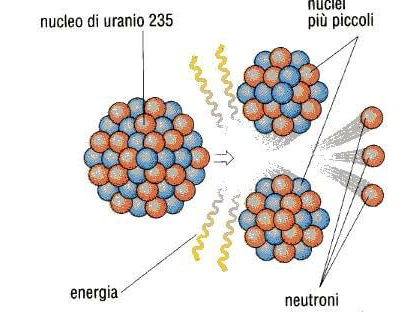 nucleo di uranio 235
nuclei
più piccoli
energia
neutroni